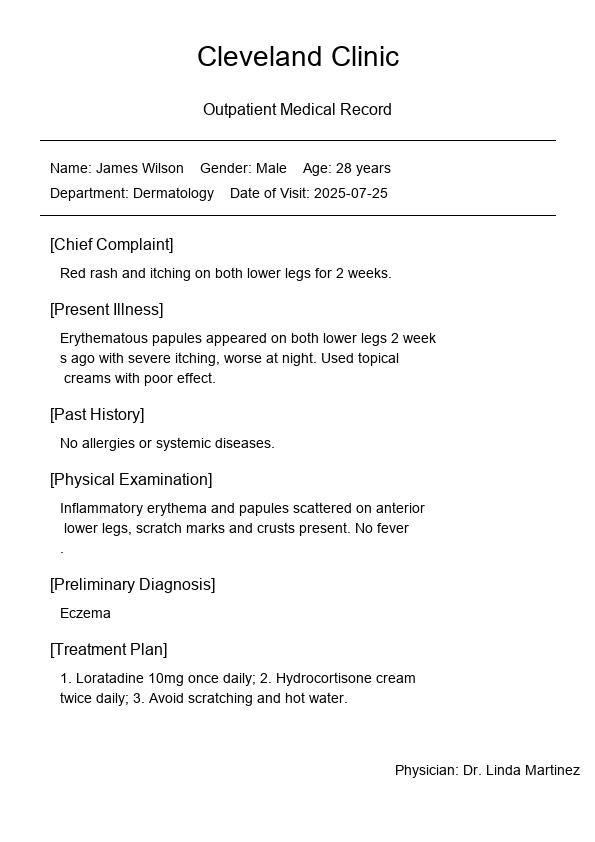 Cleveland Clinic
Outpatient Medical Record
Name: James Wilson    Gender: Male    Age: 28 years
Department: Dermatology    Date of Visit: 2025-07-25
[Chief Complaint]
Red rash and itching on both lower legs for 2 weeks.
[Present Illness]
Erythematous papules appeared on both lower legs 2 week
s ago with severe itching, worse at night. Used topical
creams with poor effect.
[Past History]
No allergies or systemic diseases.
[Physical Examination]
Inflammatory erythema and papules scattered on anterior
lower legs, scratch marks and crusts present. No fever
.
[Preliminary Diagnosis]
Eczema
[Treatment Plan]
1. Loratadine 10mg once daily; 2. Hydrocortisone cream
twice daily; 3. Avoid scratching and hot water.
Physician: Dr. Linda Martinez